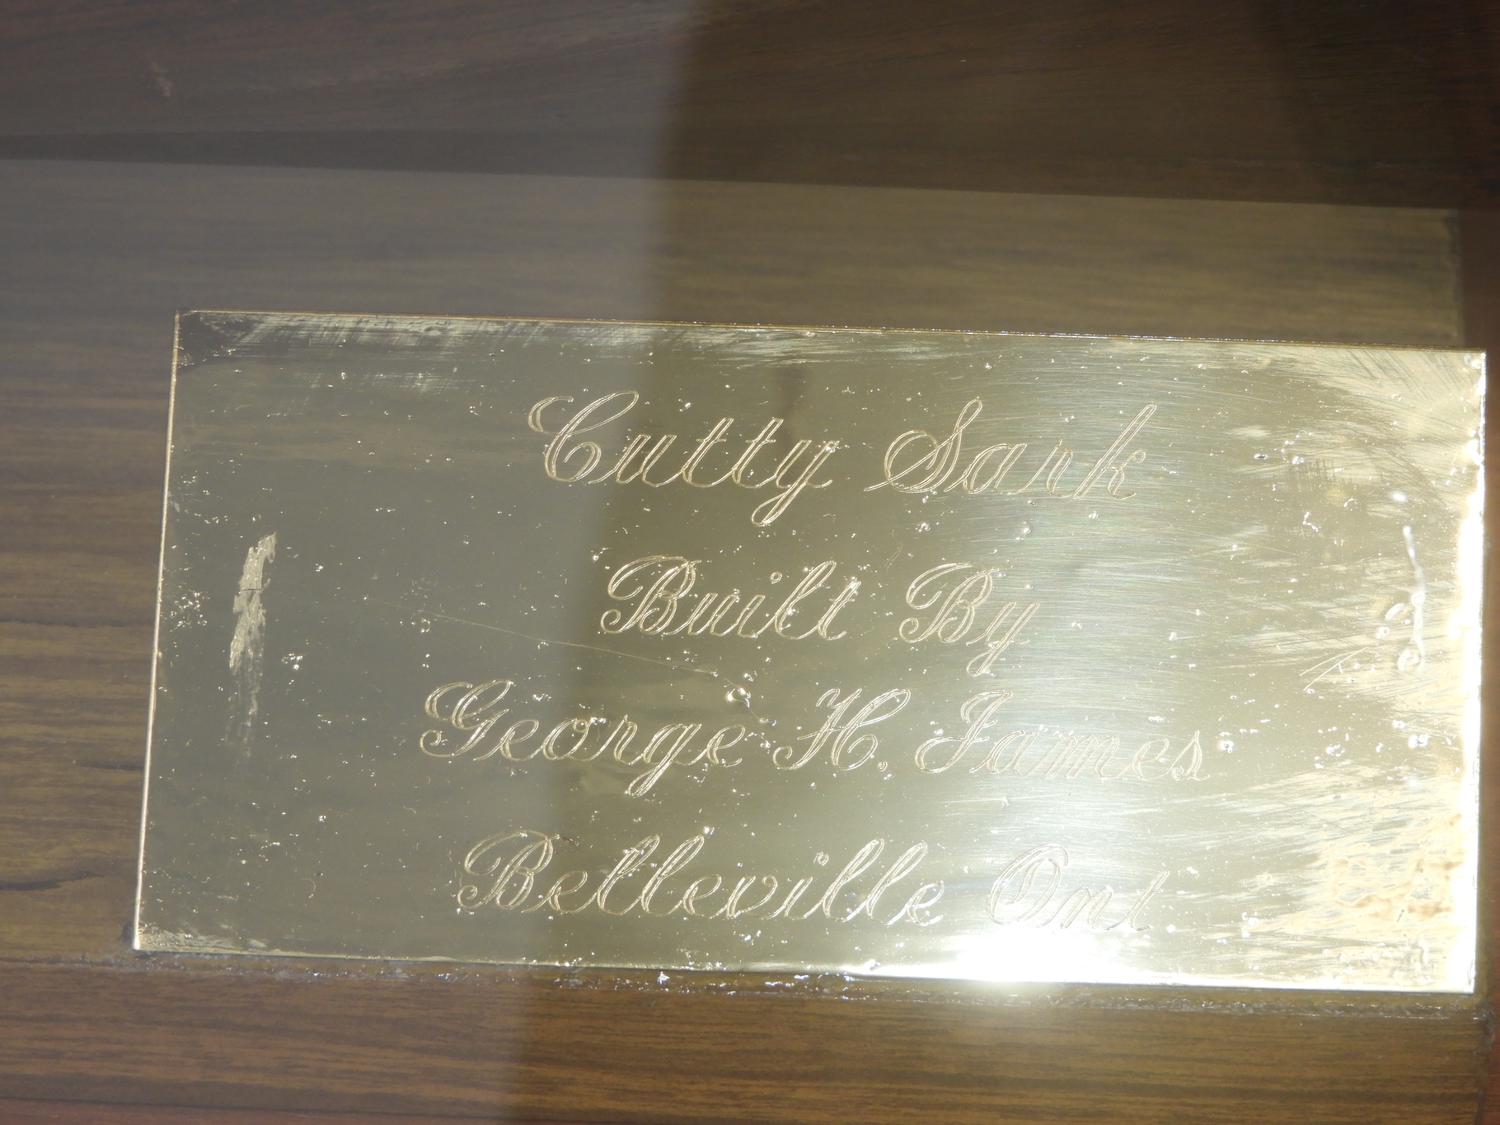 Cutty Sark
Built By
George H. James
Belleville Ont